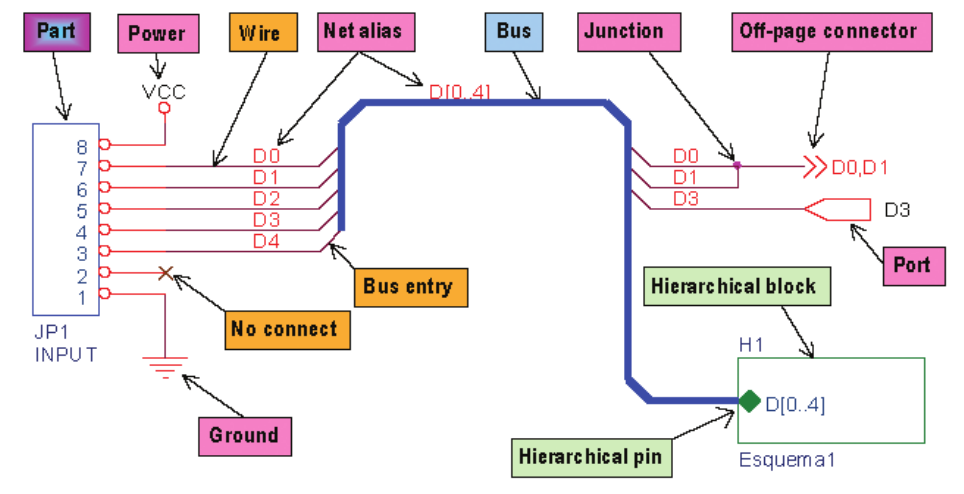 Part
Power
Wire
Net alias
Bus
Junction
Off-page connector
VCC
D[0..4]
8
7
6
5
4
3
2
1
D0
D1
D2
D3
D4
D0
D1
D3
D0,D1
D3
Port
Bus entry
No connect
Hierarchical block
JP1
INPUT
H1
D[0..4]
Ground
Hierarchical pin
Esquema1